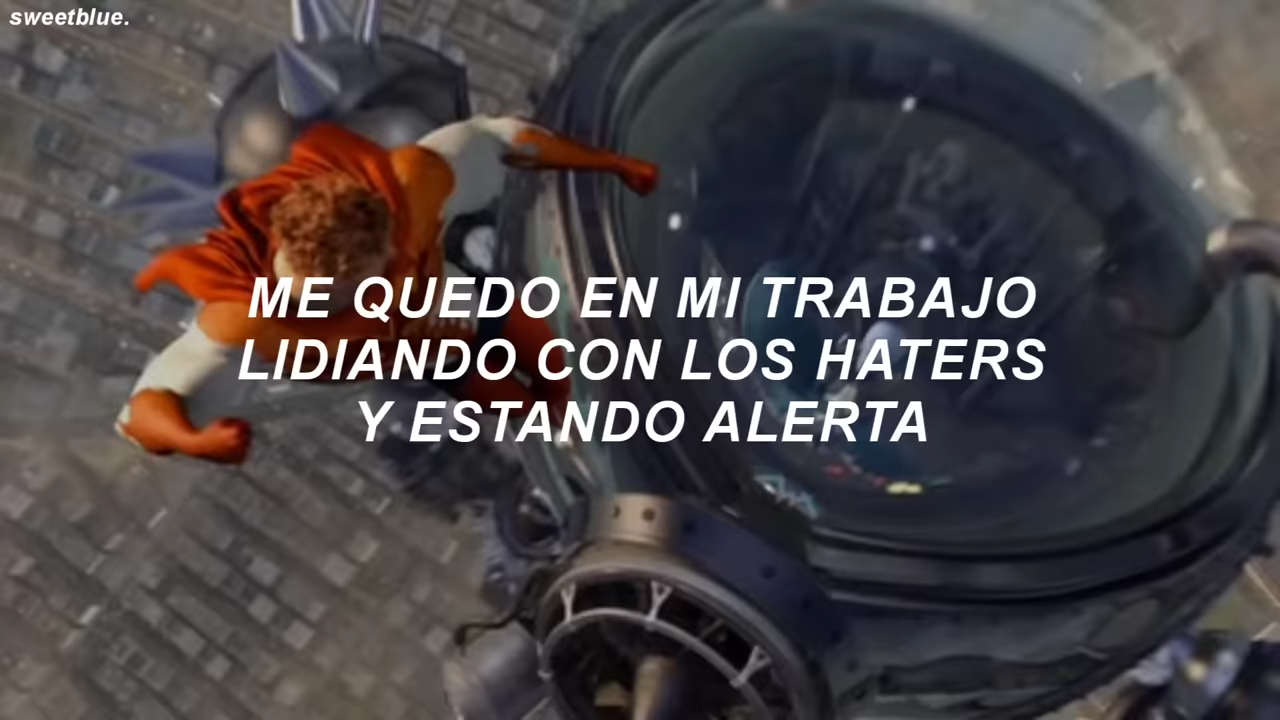 sweetblue.
ME QUEDO EN MI TRABAJO
LIDIANDO CON LOS HATERS
Y ESTANDO ALERTA